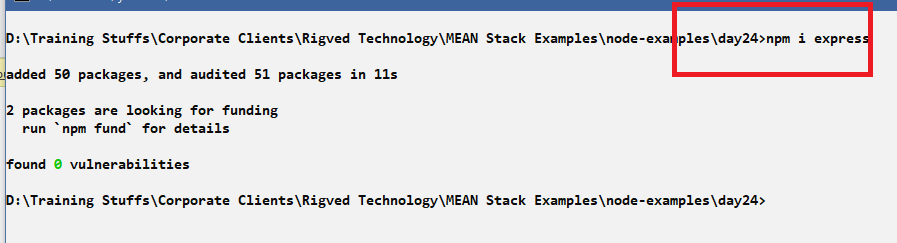 D:\Training Stuffs\Corporate Clients\Rigved Technology\MEAN Stack Examples\node-examples\day24>npm i express
added 50 packages, and audited 51 packages in 11s
2 packages are looking for funding
run `npm fund` for details
found 0 vulnerabilities
D:\Training Stuffs\Corporate Clients\Rigved Technology\MEAN Stack Examples\node-examples\day24>